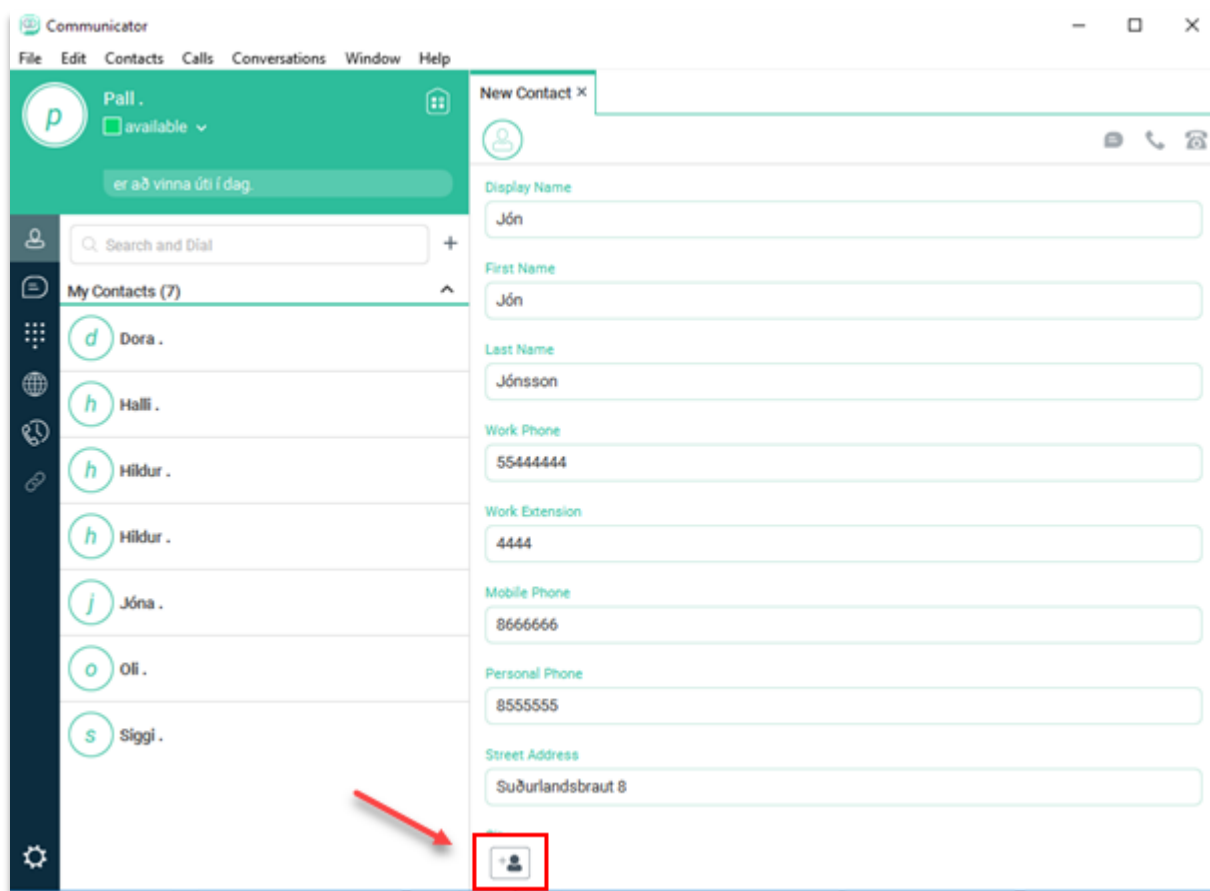 Communicator
File Edit Contacts Calls Conversations Window Help
p
Pall .
available
er að vinna úti í dag.
Search and Dial
My Contacts (7)
d Dora .
h Halli .
h Hildur .
h Hildur .
j Jóna .
o Oli .
s Siggi .
New Contact
Display Name
Jón
First Name
Jón
Last Name
Jónsson
Work Phone
55444444
Work Extension
4444
Mobile Phone
8666666
Personal Phone
8555555
Street Address
Suðurlandsbraut 8